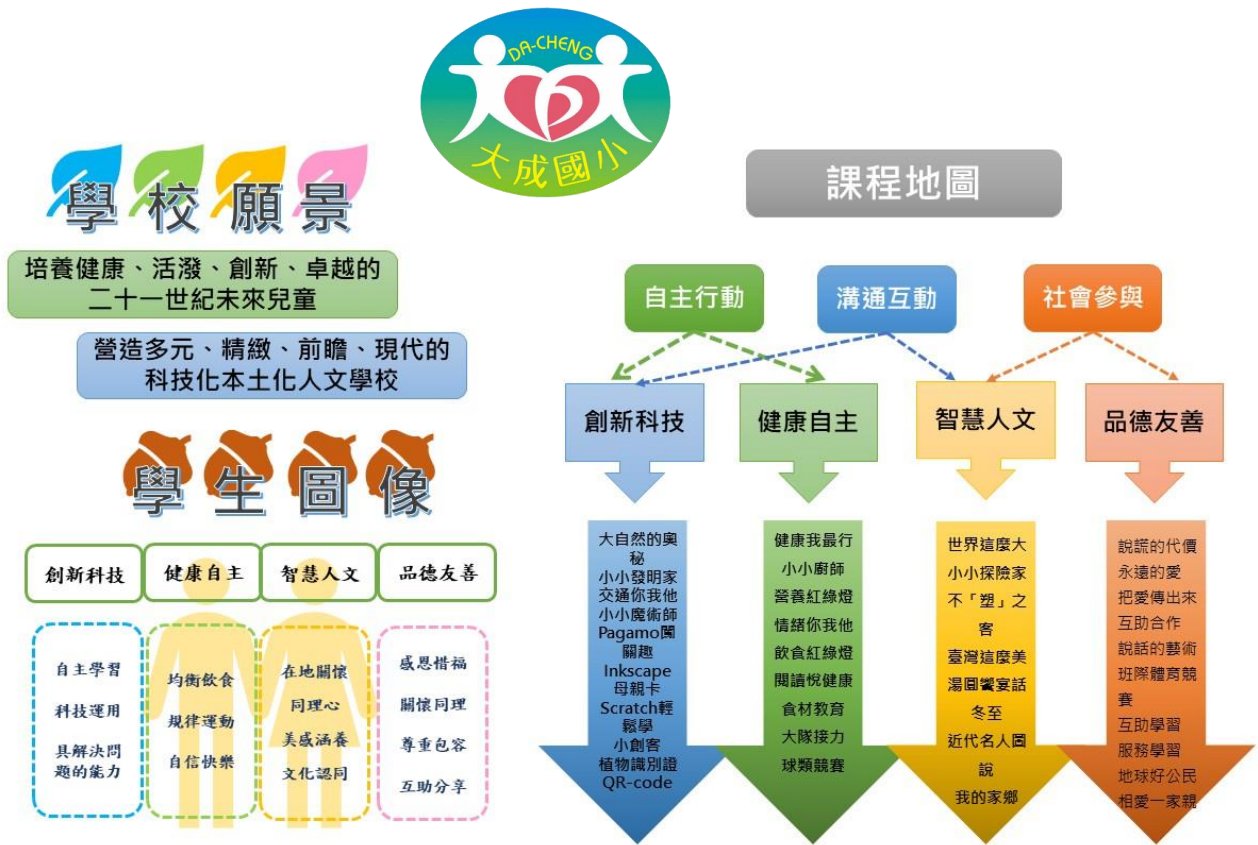 DA-CHENG
大成國小
學校願景
培養健康、活潑、創新、卓越的
二十一世紀未來兒童
營造多元、精緻、前瞻、現代的
科技化本土化人文學校
學生圖像
創新科技
健康自主
智慧人文
品德友善
自主學習
科技運用
具解決問
題的能力
均衡飲食
規律運動
自信快樂
在地關懷
同理心
美感涵養
文化認同
感恩惜福
關懷同理
尊重包容
互助分享
課程地圖
自主行動
溝通互動
社會參與
創新科技
健康自主
智慧人文
品德友善
大自然的奧
秘
小小發明家
交通你我他
小小魔術師
Pagamo闖
關趣
Inkscape
母親卡
Scratch輕
鬆學
小創客
植物識別證
QR-code
健康我最行
小小廚師
營養紅綠燈
情緒你我他
飲食紅綠燈
閱讀悅健康
食材教育
大隊接力
球類競賽
世界這麼大
小小探險家
不「塑」之
客
臺灣這麼美
湯圓饗宴話
冬至
近代名人圖
說
我的家鄉
說謊的代價
永遠的愛
把愛傳出來
互助合作
說話的藝術
班際體育競
賽
互助學習
服務學習
地球好公民
相愛一家親